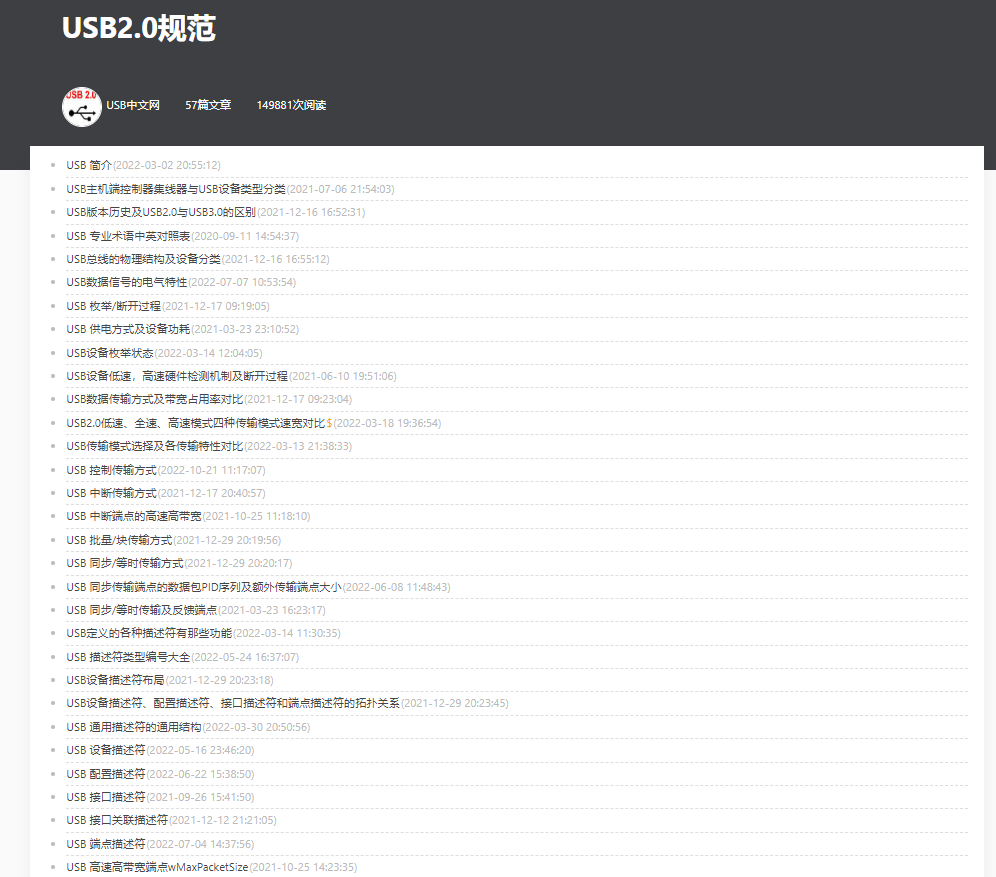 USB2.0规范
USB 2.0
USB中文网 57篇文章 149881次阅读
USB 简介(2022-03-02 20:55:12)
USB主机端控制器集线器与USB设备类型分类(2021-07-06 21:54:03)
USB版本历史及USB2.0与USB3.0的区别(2021-12-16 16:52:31)
USB 专业术语中英对照表(2020-09-11 14:54:37)
USB总线的物理结构及设备分类(2021-12-16 16:55:12)
USB数据信号的电气特性(2022-07-07 10:53:54)
USB 枚举/断开过程(2021-12-17 09:19:05)
USB 供电方式及设备功耗(2021-03-23 23:10:52)
USB设备枚举状态(2022-03-14 12:04:05)
USB设备低速，高速硬件检测机制及断开过程(2021-06-10 19:51:06)
USB数据传输方式及带宽占用率对比(2021-12-17 09:23:04)
USB2.0低速、全速、高速模式四种传输模式速宽对比$(2022-03-18 19:36:54)
USB传输模式选择及各传输特性对比(2022-03-13 21:38:33)
USB 控制传输方式(2022-10-21 11:17:07)
USB 中断传输方式(2021-12-17 20:40:57)
USB 中断端点的高速高带宽(2021-10-25 11:18:10)
USB 批量/块传输方式(2021-12-29 20:19:56)
USB 同步/等时传输方式(2021-12-29 20:20:17)
USB 同步传输端点的数据包PID序列及额外传输端点大小(2022-06-08 11:48:43)
USB 同步/等时传输及反馈端点(2021-03-23 16:23:17)
USB定义的各种描述符有那些功能(2022-03-14 11:30:35)
USB 描述符类型编号大全(2022-05-24 16:37:07)
USB设备描述符布局(2021-12-29 20:23:18)
USB设备描述符、配置描述符、接口描述符和端点描述符的拓扑关系(2021-12-29 20:23:45)
USB 通用描述符的通用结构(2022-03-30 20:50:56)
USB 设备描述符(2022-05-16 23:46:20)
USB 配置描述符(2022-06-22 15:38:50)
USB 接口描述符(2021-09-26 15:41:50)
USB 接口关联描述符(2021-12-12 21:21:05)
USB 端点描述符(2022-07-04 14:37:56)
USB 高速高带宽端点wMaxPacketSize(2021-10-25 14:23:35)